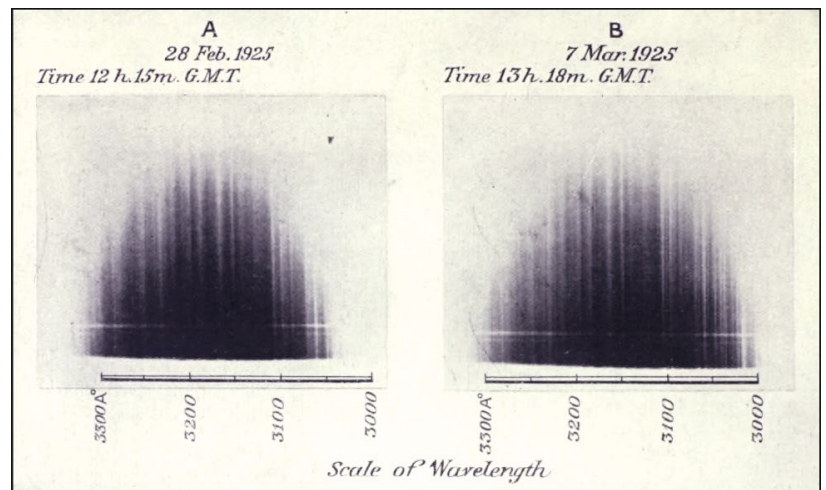 A
28 Feb. 1925
Time 12 h.15m. G.M.T.
B
7 Mar. 1925
Time 13h.18m. G.M.T.
3300A°
3200
3100
3000
3300A°
3200
3100
3000
Scale of Wavelength